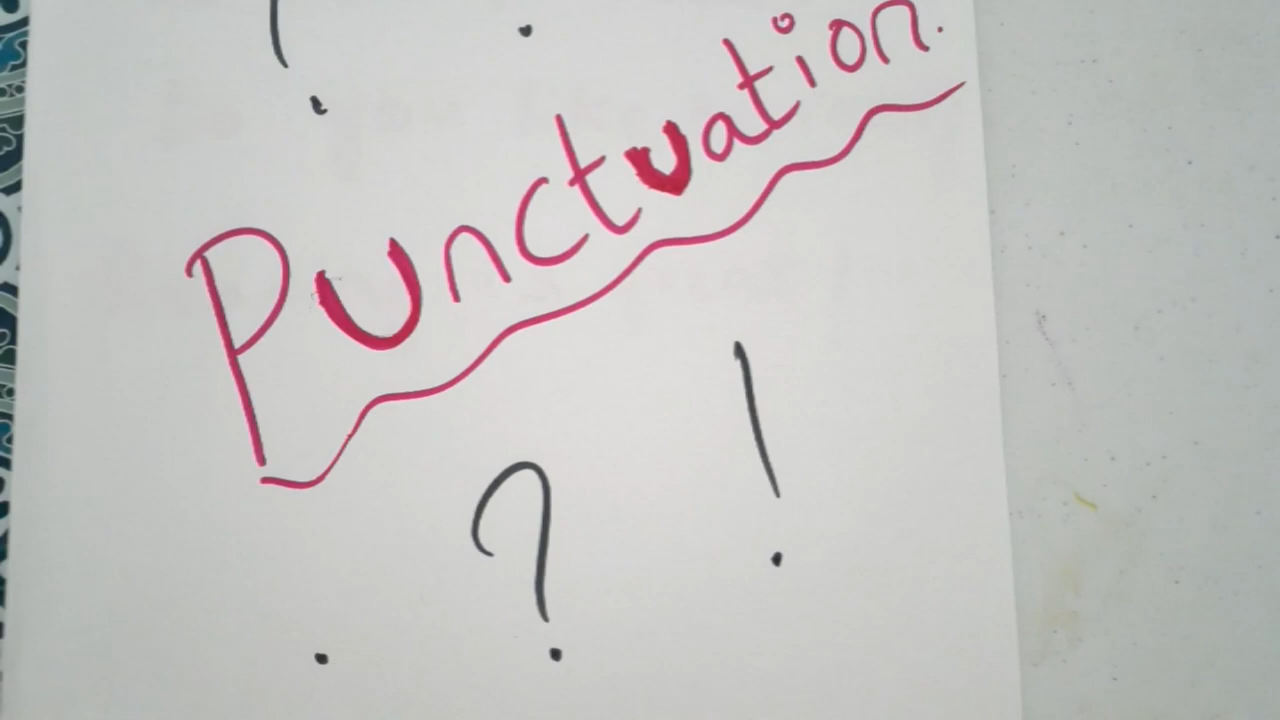 ? .
Punctuation.
. ? !